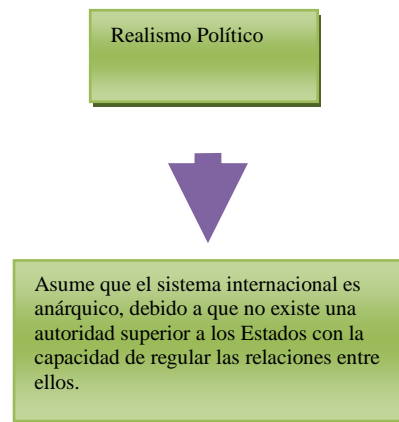 Realismo Político
Asume que el sistema internacional es
anárquico, debido a que no existe una
autoridad superior a los Estados con la
capacidad de regular las relaciones entre
ellos.